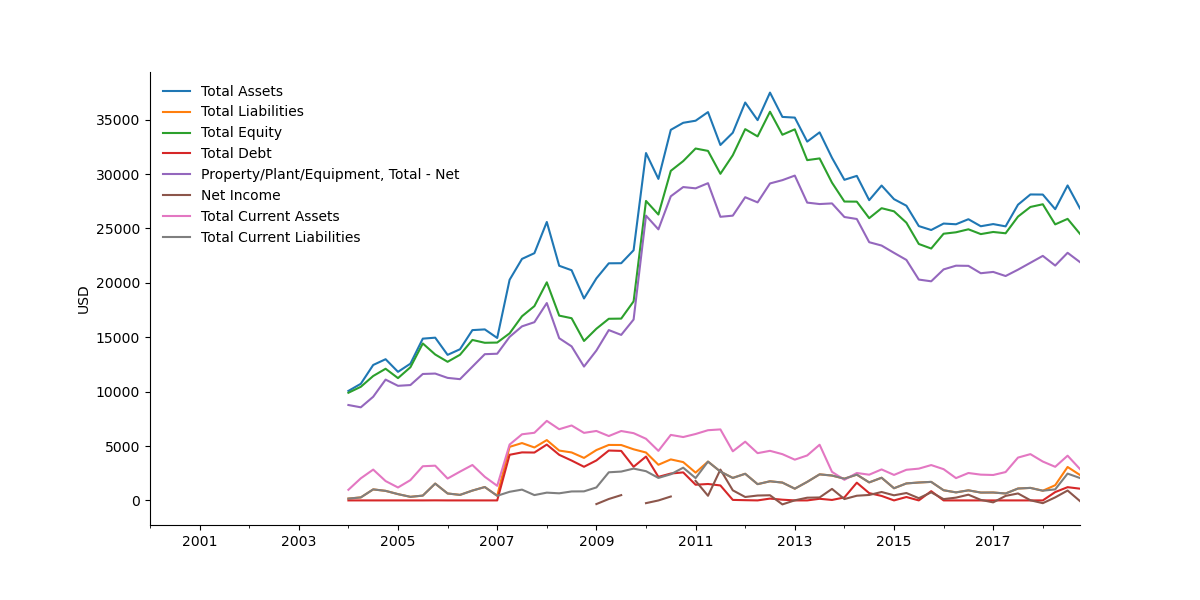 Total Assets
Total Liabilities
Total Equity
Total Debt
Property/Plant/Equipment, Total - Net
Net Income
Total Current Assets
Total Current Liabilities
USD
35000
30000
25000
20000
15000
10000
5000
0
2001 2003 2005 2007 2009 2011 2013 2015 2017